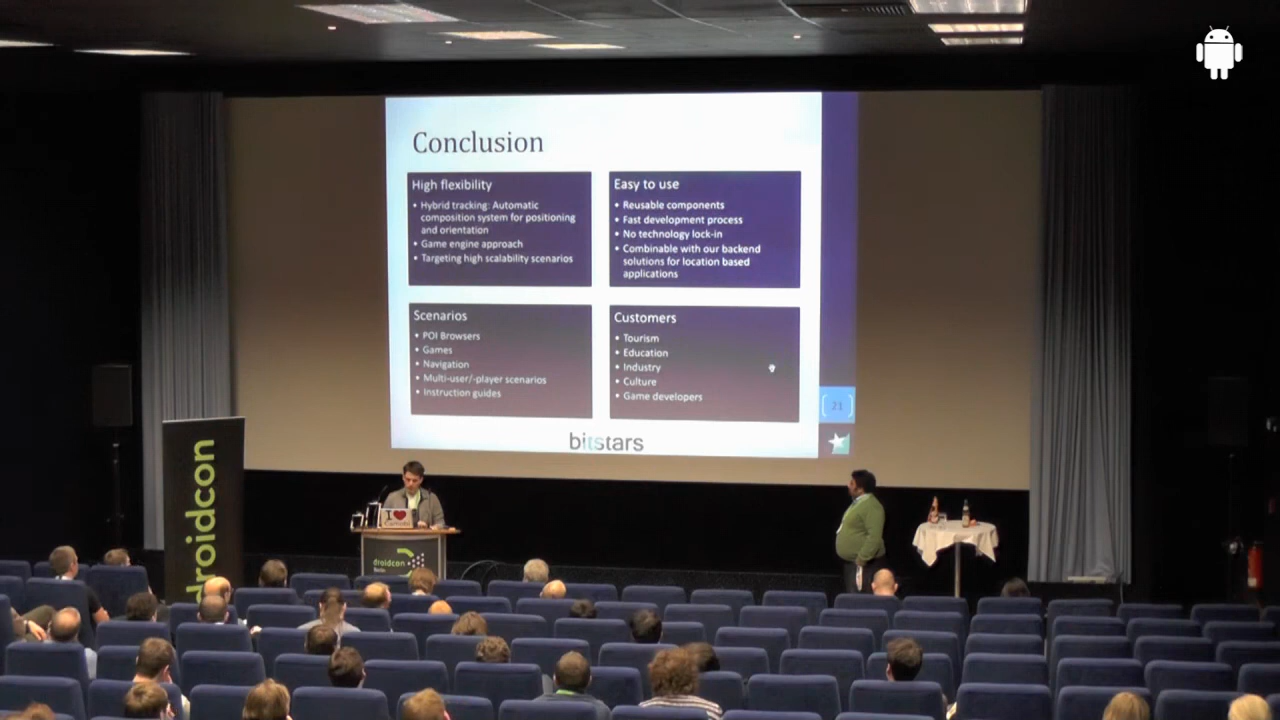 Conclusion
High flexibility
• Hybrid tracking: Automatic
composition system for positioning
and orientation
• Game engine approach
• Targeting high scalability scenarios
Easy to use
• Reusable components
• Fast development process
• No technology lock-in
• Combinable with our backend
solutions for location based
applications
Scenarios
• POI Browsers
• Games
• Navigation
• Multi-user/-player scenarios
• Instruction guides
Customers
• Tourism
• Education
• Industry
• Culture
• Game developers
21
bitstars
droidcon
I
droidcon